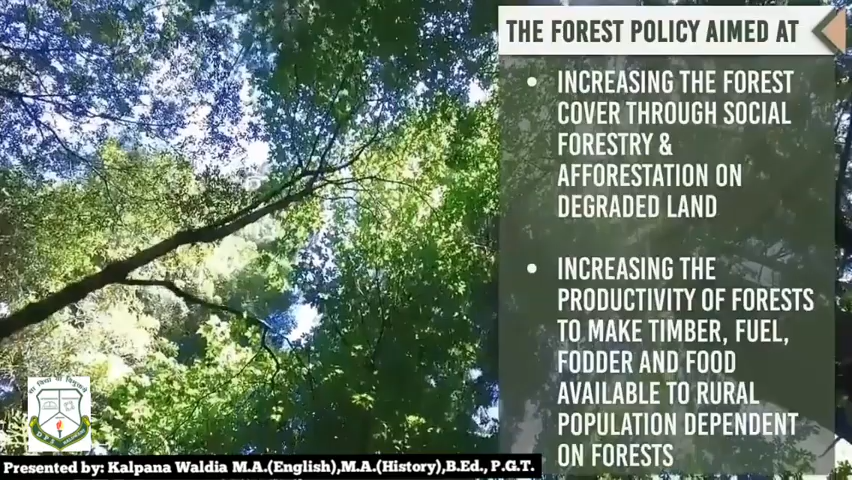 THE FOREST POLICY AIMED AT
• INCREASING THE FOREST
COVER THROUGH SOCIAL
FORESTRY &
AFFORESTATION ON
DEGRADED LAND
• INCREASING THE
PRODUCTIVITY OF FORESTS
TO MAKE TIMBER, FUEL,
FODDER AND FOOD
AVAILABLE TO RURAL
POPULATION DEPENDENT
ON FORESTS
Presented by: Kalpana Waldia M.A.(English),M.A.(History),B.Ed., P.G.T.